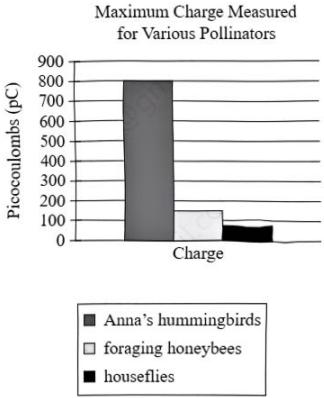 Maximum Charge Measured
for Various Pollinators
Picocoulombs (pC)
900
800
700
600
500
400
300
200
100
0
Charge
Anna's hummingbirds
foraging honeybees
houseflies